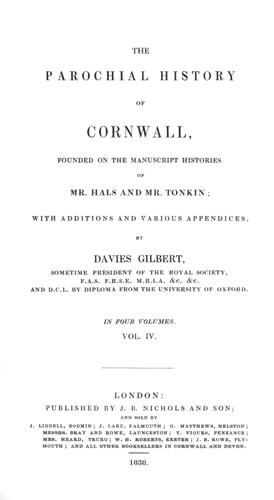 THE
PAROCHIAL HISTORY
OF
CORNWALL,
FOUNDED ON THE MANUSCRIPT HISTORIES
OF
MR. HALS AND MR. TONKIN;
WITH ADDITIONS AND VARIOUS APPENDICES,
BY
DAVIES GILBERT,
SOMETIME PRESIDENT OF THE ROYAL SOCIETY,
F.A.S. F.R.S.E. M.R.I.A. &c. &c.
AND D.C.L. BY DIPLOMA FROM THE UNIVERSITY OF OXFORD.
IN FOUR VOLUMES.
VOL. IV.
LONDON:
PUBLISHED BY J. B. NICHOLS AND SON;
AND SOLD BY
J. LIDDELL, BODMIN; J. LAKE, FALMOUTH; O. MATTHEWS, HELSTON;
MESSRS. BRAY AND ROWE, LAUNCESTON; T. VIGURS, PENZANCE;
MRS. HEARD, TRURO; W. H. ROBERTS, EXETER; J. B. ROWE, PLY-
MOUTH; AND ALL OTHER BOOKSELLERS IN CORNWALL AND DEVON.
1838.